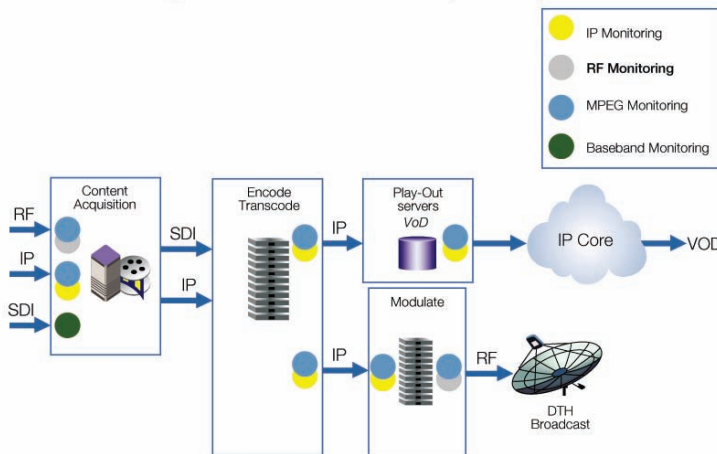 IP Monitoring
RF Monitoring
MPEG Monitoring
Baseband Monitoring
Content
Acquisition
RF
IP
SDI
SDI
IP
Encode
Transcode
IP
IP
Play-Out
servers
VoD
IP Core
VOD
Modulate
RF
DTH
Broadcast